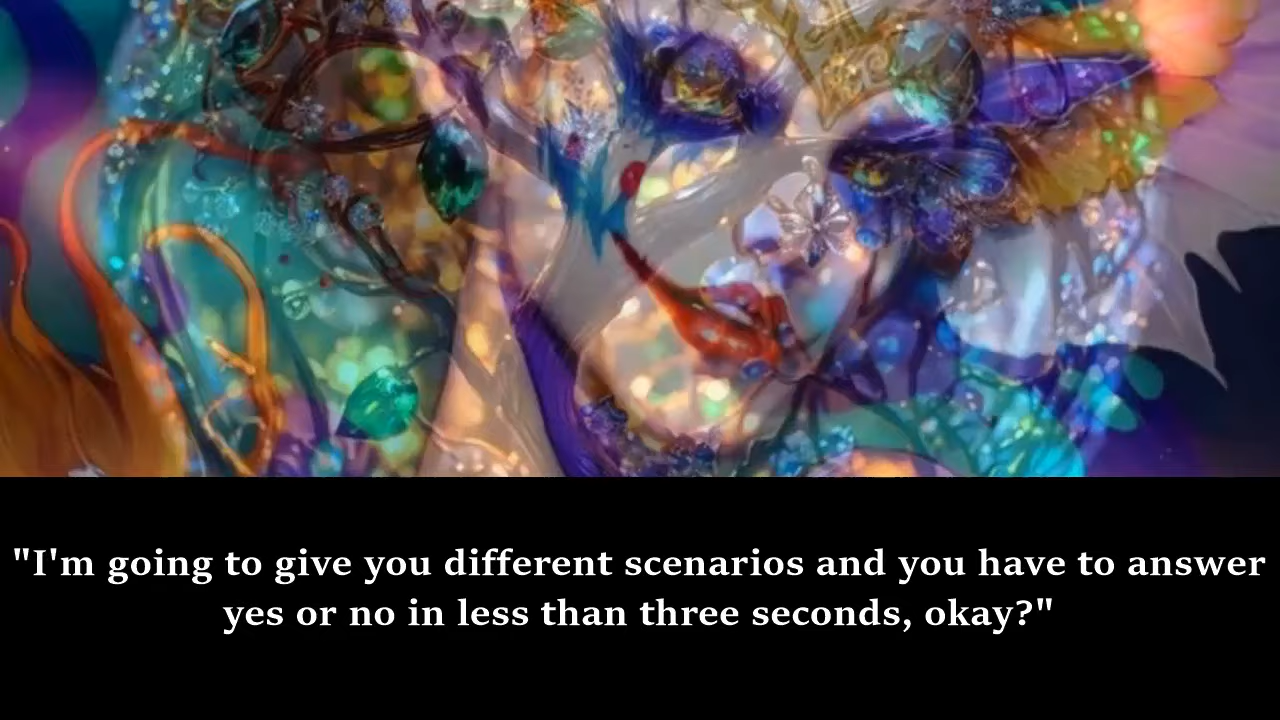 "I'm going to give you different scenarios and you have to answer
yes or no in less than three seconds, okay?"